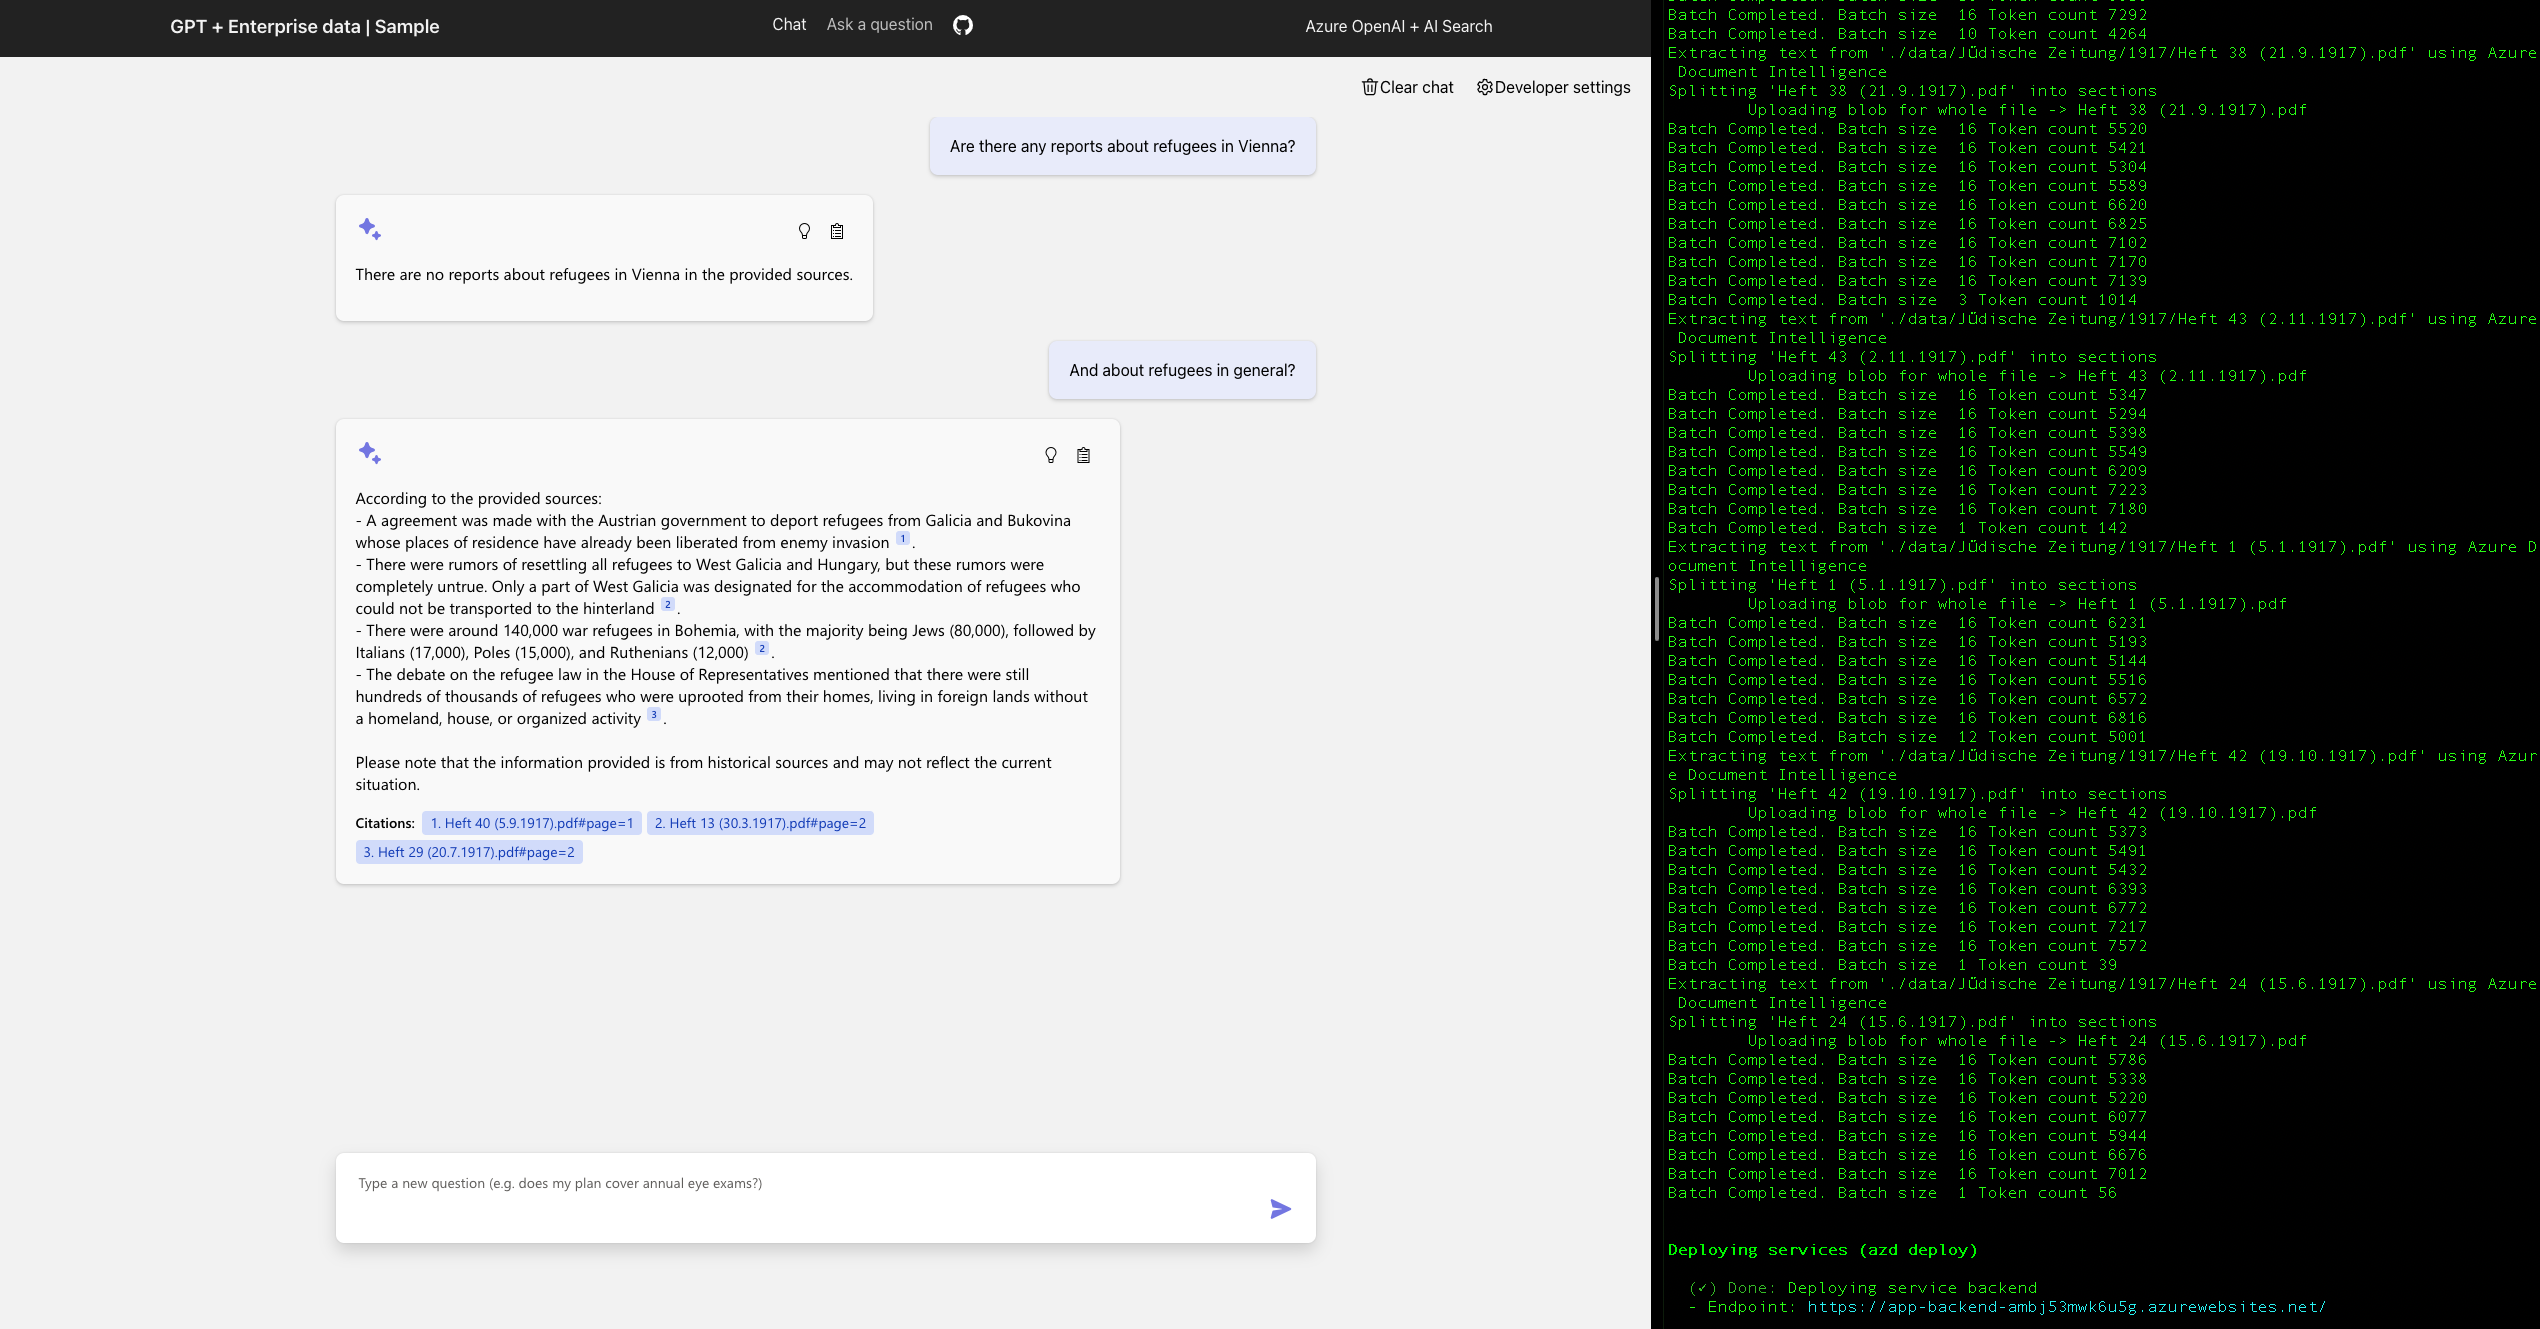 GPT + Enterprise data | Sample
Chat
Ask a question
Azure OpenAI + AI Search
Clear chat
Developer settings
Are there any reports about refugees in Vienna?
There are no reports about refugees in Vienna in the provided sources.
And about refugees in general?
According to the provided sources:
- A agreement was made with the Austrian government to deport refugees from Galicia and Bukovina
whose places of residence have already been liberated from enemy invasion 1.
- There were rumors of resettling all refugees to West Galicia and Hungary, but these rumors were
completely untrue. Only a part of West Galicia was designated for the accommodation of refugees who
could not be transported to the hinterland 2.
- There were around 140,000 war refugees in Bohemia, with the majority being Jews (80,000), followed by
Italians (17,000), Poles (15,000), and Ruthenians (12,000) 2.
- The debate on the refugee law in the House of Representatives mentioned that there were still
hundreds of thousands of refugees who were uprooted from their homes, living in foreign lands without
a homeland, house, or organized activity 3.
Please note that the information provided is from historical sources and may not reflect the current
situation.
Citations: 1. Heft 40 (5.9.1917).pdf#page=1 2. Heft 13 (30.3.1917).pdf#page=2
3. Heft 29 (20.7.1917).pdf#page=2
Type a new question (e.g. does my plan cover annual eye exams?)
Batch Completed. Batch size  16 Token count 7292
Batch Completed. Batch size  10 Token count 4264
Extracting text from './data/Jüdische Zeitung/1917/Heft 38 (21.9.1917).pdf' using Azure
Document Intelligence
Splitting 'Heft 38 (21.9.1917).pdf' into sections
Uploading blob for whole file -> Heft 38 (21.9.1917).pdf
Batch Completed. Batch size  16 Token count 5520
Batch Completed. Batch size  16 Token count 5421
Batch Completed. Batch size  16 Token count 5304
Batch Completed. Batch size  16 Token count 5589
Batch Completed. Batch size  16 Token count 6620
Batch Completed. Batch size  16 Token count 6825
Batch Completed. Batch size  16 Token count 7102
Batch Completed. Batch size  16 Token count 7170
Batch Completed. Batch size  16 Token count 7139
Batch Completed. Batch size  3 Token count 1014
Extracting text from './data/Jüdische Zeitung/1917/Heft 43 (2.11.1917).pdf' using Azure
Document Intelligence
Splitting 'Heft 43 (2.11.1917).pdf' into sections
Uploading blob for whole file -> Heft 43 (2.11.1917).pdf
Batch Completed. Batch size  16 Token count 5347
Batch Completed. Batch size  16 Token count 5294
Batch Completed. Batch size  16 Token count 5398
Batch Completed. Batch size  16 Token count 5549
Batch Completed. Batch size  16 Token count 6209
Batch Completed. Batch size  16 Token count 7223
Batch Completed. Batch size  16 Token count 7180
Batch Completed. Batch size  1 Token count 142
Extracting text from './data/Jüdische Zeitung/1917/Heft 1 (5.1.1917).pdf' using Azure D
ocument Intelligence
Splitting 'Heft 1 (5.1.1917).pdf' into sections
Uploading blob for whole file -> Heft 1 (5.1.1917).pdf
Batch Completed. Batch size  16 Token count 6231
Batch Completed. Batch size  16 Token count 5193
Batch Completed. Batch size  16 Token count 5144
Batch Completed. Batch size  16 Token count 5516
Batch Completed. Batch size  16 Token count 6572
Batch Completed. Batch size  16 Token count 6816
Batch Completed. Batch size  12 Token count 5001
Extracting text from './data/Jüdische Zeitung/1917/Heft 42 (19.10.1917).pdf' using Azur
e Document Intelligence
Splitting 'Heft 42 (19.10.1917).pdf' into sections
Uploading blob for whole file -> Heft 42 (19.10.1917).pdf
Batch Completed. Batch size  16 Token count 5373
Batch Completed. Batch size  16 Token count 5491
Batch Completed. Batch size  16 Token count 5432
Batch Completed. Batch size  16 Token count 6393
Batch Completed. Batch size  16 Token count 6772
Batch Completed. Batch size  16 Token count 7217
Batch Completed. Batch size  16 Token count 7572
Batch Completed. Batch size  1 Token count 39
Extracting text from './data/Jüdische Zeitung/1917/Heft 24 (15.6.1917).pdf' using Azure
Document Intelligence
Splitting 'Heft 24 (15.6.1917).pdf' into sections
Uploading blob for whole file -> Heft 24 (15.6.1917).pdf
Batch Completed. Batch size  16 Token count 5786
Batch Completed. Batch size  16 Token count 5338
Batch Completed. Batch size  16 Token count 5220
Batch Completed. Batch size  16 Token count 6077
Batch Completed. Batch size  16 Token count 5944
Batch Completed. Batch size  16 Token count 6676
Batch Completed. Batch size  16 Token count 7012
Batch Completed. Batch size  1 Token count 56
Deploying services (azd deploy)
(✓) Done: Deploying service backend
- Endpoint: https://app-backend-ambj53mwk6u5g.azurewebsites.net/